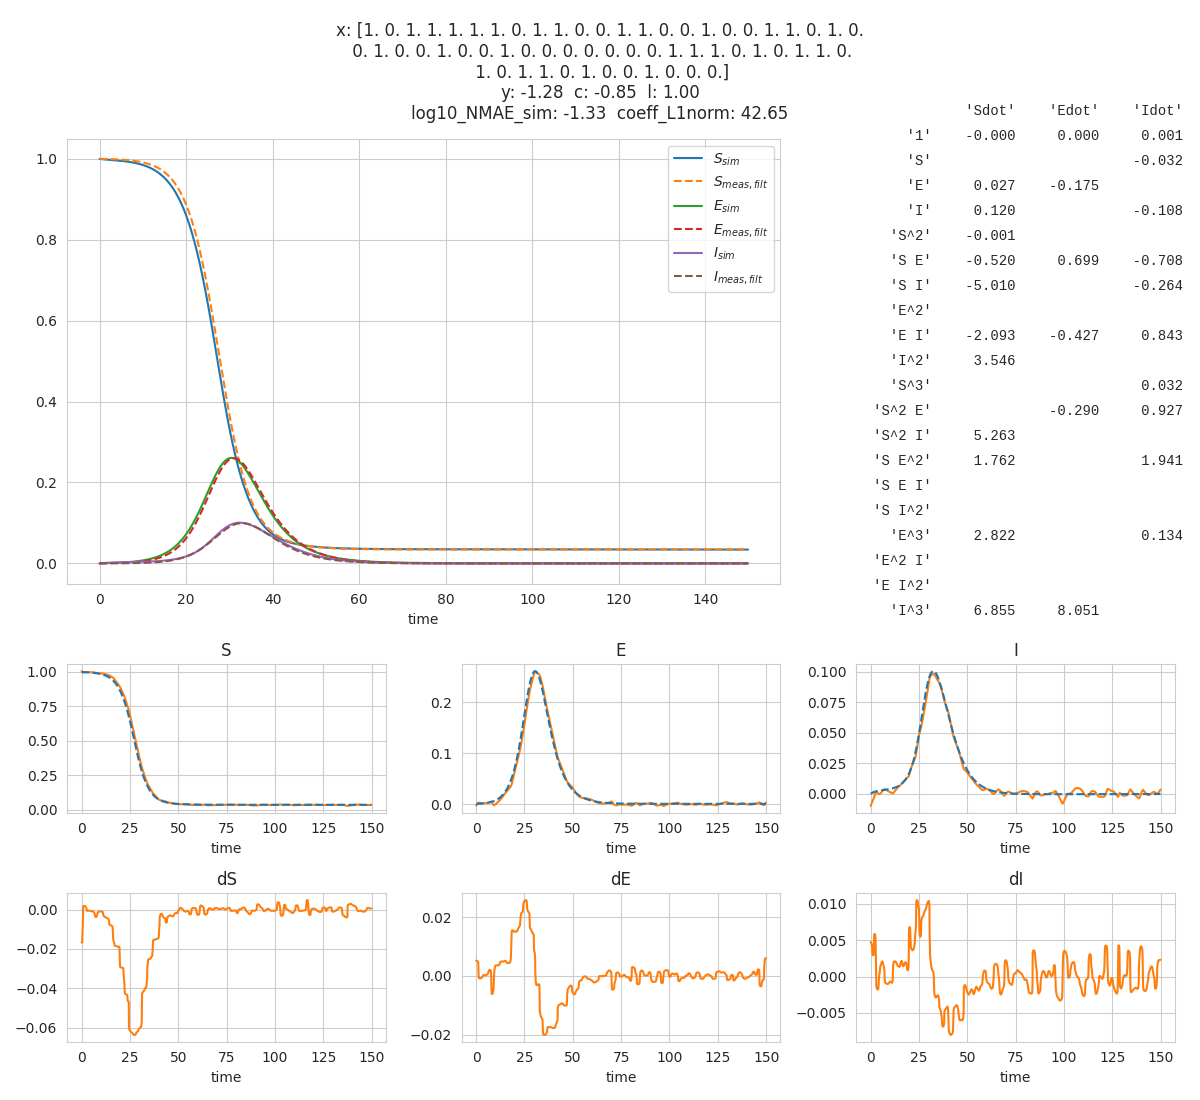 x: [1. 0. 1. 1. 1. 1. 1. 1. 0. 1. 1. 0. 0. 1. 1. 0. 0. 1. 0. 0. 1. 1. 0. 1. 0.
0. 1. 0. 0. 1. 0. 0. 1. 0. 0. 0. 0. 0. 0. 0. 1. 1. 1. 0. 1. 0. 1. 1. 0.
1. 0. 1. 1. 0. 1. 0. 0. 1. 0. 0. 0.]
y: -1.28 c: -0.85 l: 1.00
log10_NMAE_sim: -1.33 coeff_L1norm: 42.65
'Sdot' 'Edot' 'Idot'
'1' -0.000 0.000 0.001
'S' -0.032
'E' 0.027 -0.175
'I' 0.120 -0.108
'S^2' -0.001
'S E' -0.520 0.699 -0.708
'S I' -5.010 -0.264
'E^2'
'E I' -2.093 -0.427 0.843
'I^2' 3.546
'S^3' 0.032
'S^2 E' -0.290 0.927
'S^2 I' 5.263
'S E^2' 1.762 1.941
'S E I'
'S I^2'
'E^3' 2.822 0.134
'E^2 I'
'E I^2'
'I^3' 6.855 8.051
S_sim
S_meas,filt
E_sim
E_meas,filt
I_sim
I_meas,filt
1.0
0.8
0.6
0.4
0.2
0.0
0 20 40 60 80 100 120 140
time
S
1.00
0.75
0.50
0.25
0.00
0 25 50 75 100 125 150
time
E
0.2
0.1
0.0
0 25 50 75 100 125 150
time
I
0.100
0.075
0.050
0.025
0.000
0 25 50 75 100 125 150
time
dS
0.00
−0.02
−0.04
−0.06
0 25 50 75 100 125 150
time
dE
0.02
0.00
−0.02
0 25 50 75 100 125 150
time
dI
0.010
0.005
0.000
−0.005
0 25 50 75 100 125 150
time